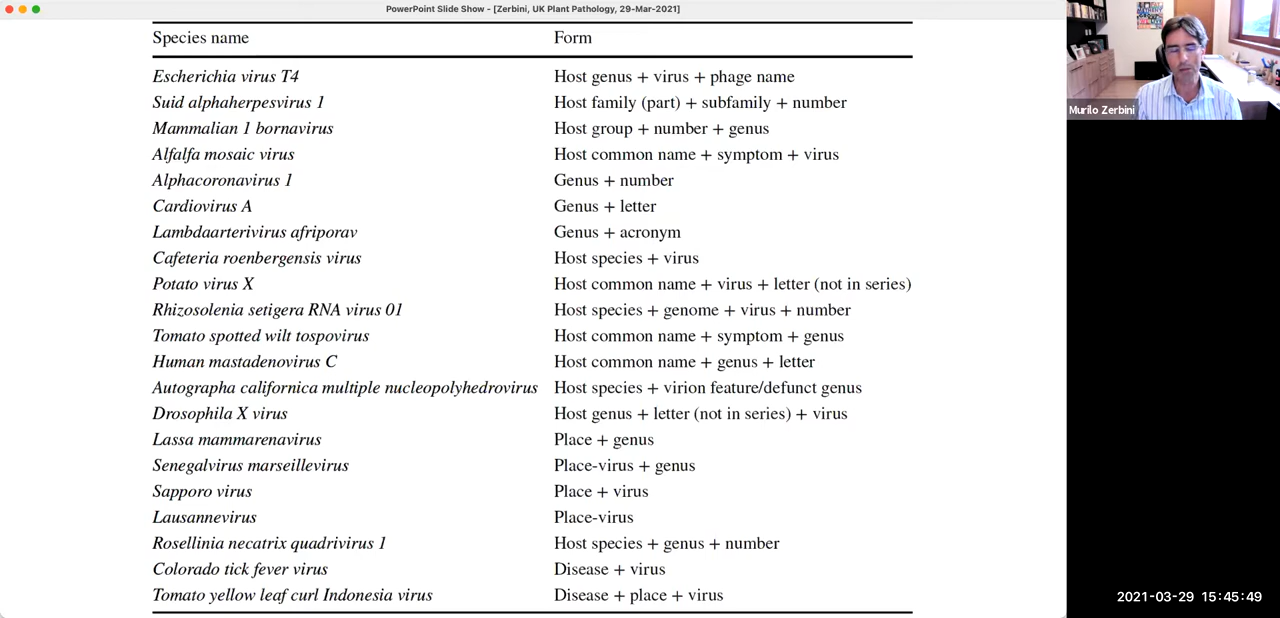 PowerPoint Slide Show - [Zerbini, UK Plant Pathology, 29-Mar-2021]
Species name Form
Escherichia virus T4 Host genus + virus + phage name
Suid alphaherpesvirus 1 Host family (part) + subfamily + number
Mammalian 1 bornavirus Host group + number + genus
Alfalfa mosaic virus Host common name + symptom + virus
Alphacoronavirus 1 Genus + number
Cardiovirus A Genus + letter
Lambdaarterivirus afriporav Genus + acronym
Cafeteria roenbergensis virus Host species + virus
Potato virus X Host common name + virus + letter (not in series)
Rhizosolenia setigera RNA virus 01 Host species + genome + virus + number
Tomato spotted wilt tospovirus Host common name + symptom + genus
Human mastadenovirus C Host common name + genus + letter
Autographa californica multiple nucleopolyhedrovirus Host species + virion feature/defunct genus
Drosophila X virus Host genus + letter (not in series) + virus
Lassa mammarenavirus Place + genus
Senegalvirus marseillevirus Place-virus + genus
Sapporo virus Place + virus
Lausannevirus Place-virus
Rosellinia necatrix quadrivirus 1 Host species + genus + number
Colorado tick fever virus Disease + virus
Tomato yellow leaf curl Indonesia virus Disease + place + virus
Murilo Zerbini
2021-03-29 15:45:49